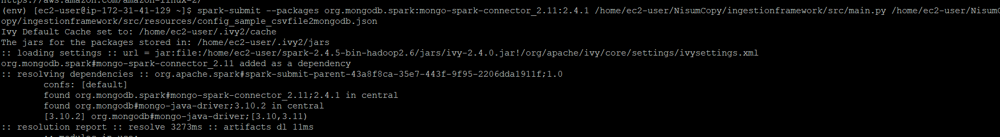 https://aws.amazon.com/amazon-linux-2/
(env) [ec2-user@ip-172-31-41-129 ~]$ spark-submit --packages org.mongodb.spark:mongo-spark-connector_2.11:2.4.1 /home/ec2-user/NisumCopy/ingestionframework/src/main.py /home/ec2-user/NisumC
opy/ingestionframework/src/resources/config_sample_csvfile2mongodb.json
Ivy Default Cache set to: /home/ec2-user/.ivy2/cache
The jars for the packages stored in: /home/ec2-user/.ivy2/jars
:: loading settings :: url = jar:file:/home/ec2-user/spark-2.4.5-bin-hadoop2.6/jars/ivy-2.4.0.jar!/org/apache/ivy/core/settings/ivysettings.xml
org.mongodb.spark#mongo-spark-connector_2.11 added as a dependency
:: resolving dependencies :: org.apache.spark#spark-submit-parent-43a8f8ca-35e7-443f-9f95-2206dda1911f;1.0
confs: [default]
found org.mongodb.spark#mongo-spark-connector_2.11;2.4.1 in central
found org.mongodb#mongo-java-driver;3.10.2 in central
[3.10.2] org.mongodb#mongo-java-driver;[3.10,3.11)
:: resolution report :: resolve 3273ms :: artifacts dl 11ms
:: modules in use: